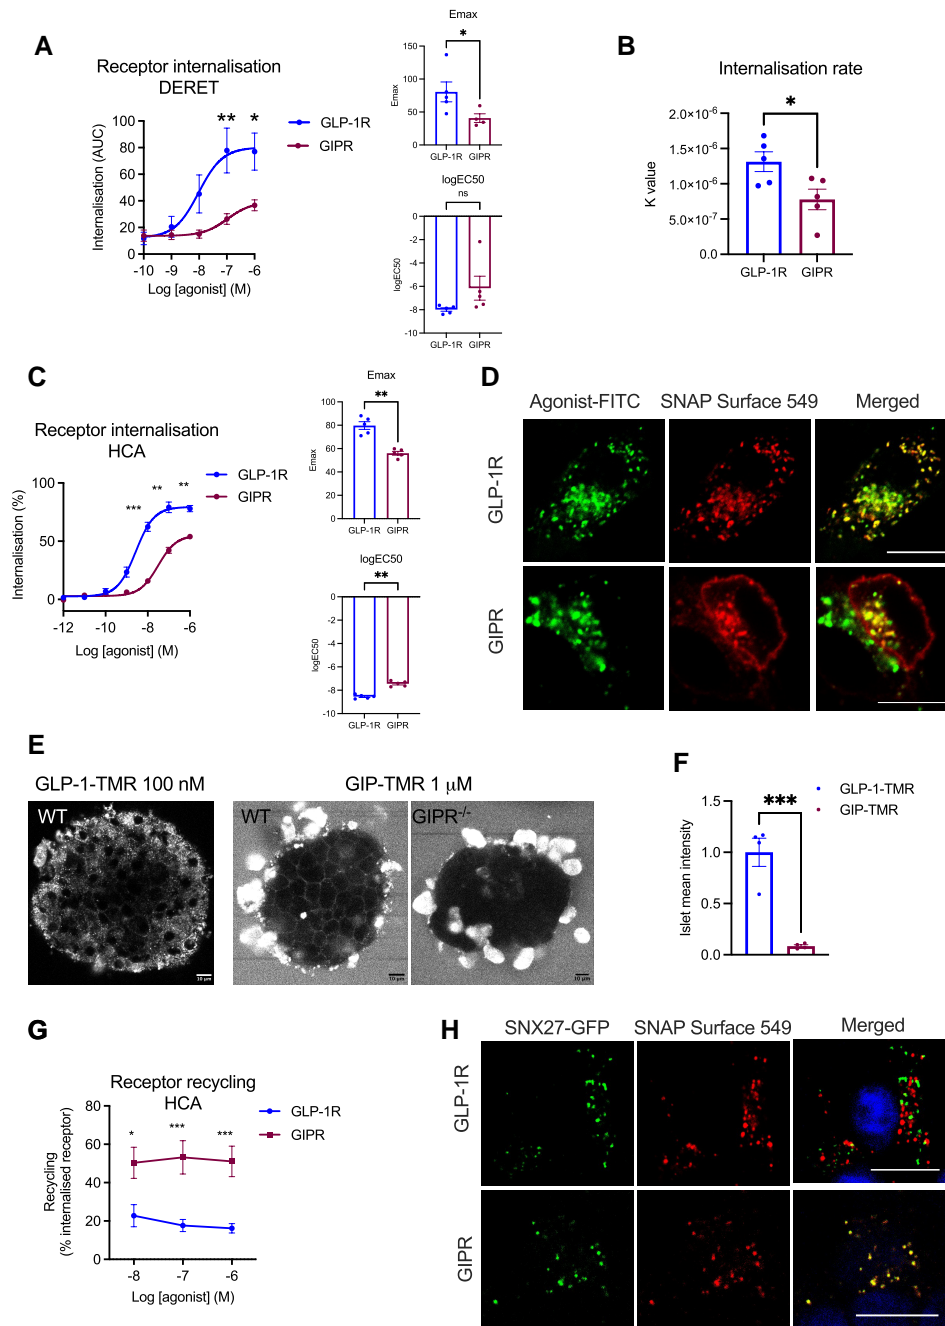 A
Receptor internalisation
DERET
Internalisation (AUC)
100
80
60
40
20
0
-10 -9 -8 -7 -6
Log [agonist] (M)
** *
GLP-1R
GIPR
Emax
*
Emax
150
100
50
0
GLP-1R GIPR
logEC50
ns
logEC50
0
-2
-4
-6
-8
-10
GLP-1R GIPR
B
Internalisation rate
*
K value
2.0×10⁻⁶
1.5×10⁻⁶
1.0×10⁻⁶
5.0×10⁻⁷
0.0
GLP-1R GIPR
C
Receptor internalisation
HCA
Internalisation (%)
100
50
0
-12 -10 -8 -6
Log [agonist] (M)
*** ** **
GLP-1R
GIPR
Emax
**
Emax
100
80
60
40
20
0
GLP-1R GIPR
logEC50
**
logEC50
0
-2
-4
-6
-8
-10
GLP-1R GIPR
D
Agonist-FITC SNAP Surface 549 Merged
GLP-1R
GIPR
E
GLP-1-TMR 100 nM GIP-TMR 1 μM
WT WT GIPR-/-
10 μm 10 μm 10 μm
F
Islet mean intensity
1.5
1.0
0.5
0.0
***
GLP-1-TMR
GIP-TMR
G
Receptor recycling
HCA
Recycling
(% internalised receptor)
80
60
40
20
0
* *** ***
-8 -7 -6
Log [agonist] (M)
GLP-1R
GIPR
H
SNX27-GFP SNAP Surface 549 Merged
GLP-1R
GIPR